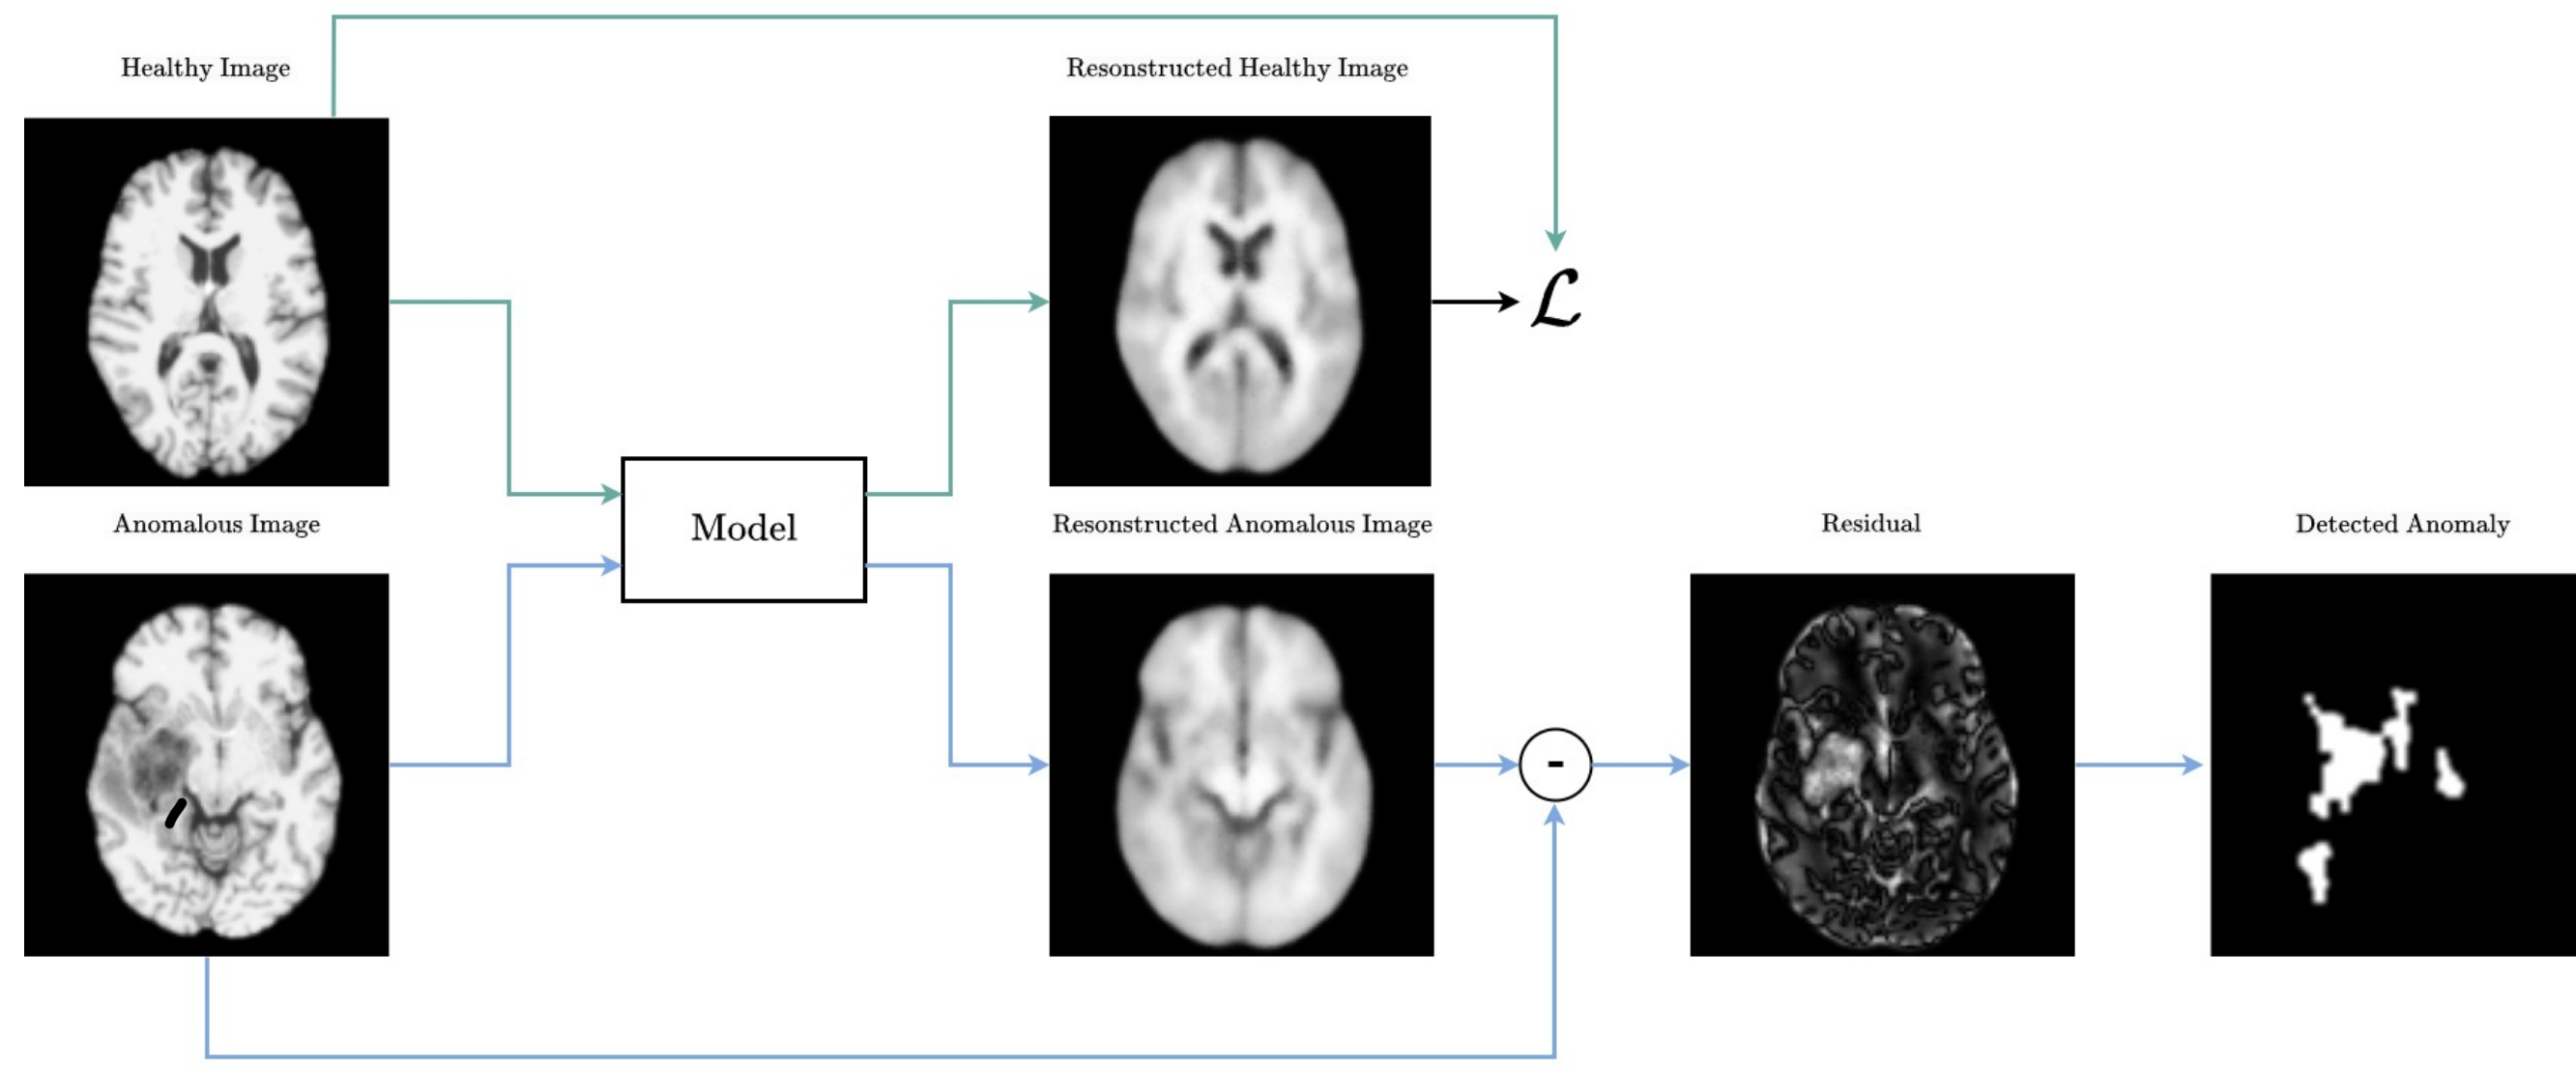 Healthy Image
Resonstructed Healthy Image
ℒ
Anomalous Image
Model
Resonstructed Anomalous Image
Residual
Detected Anomaly
-